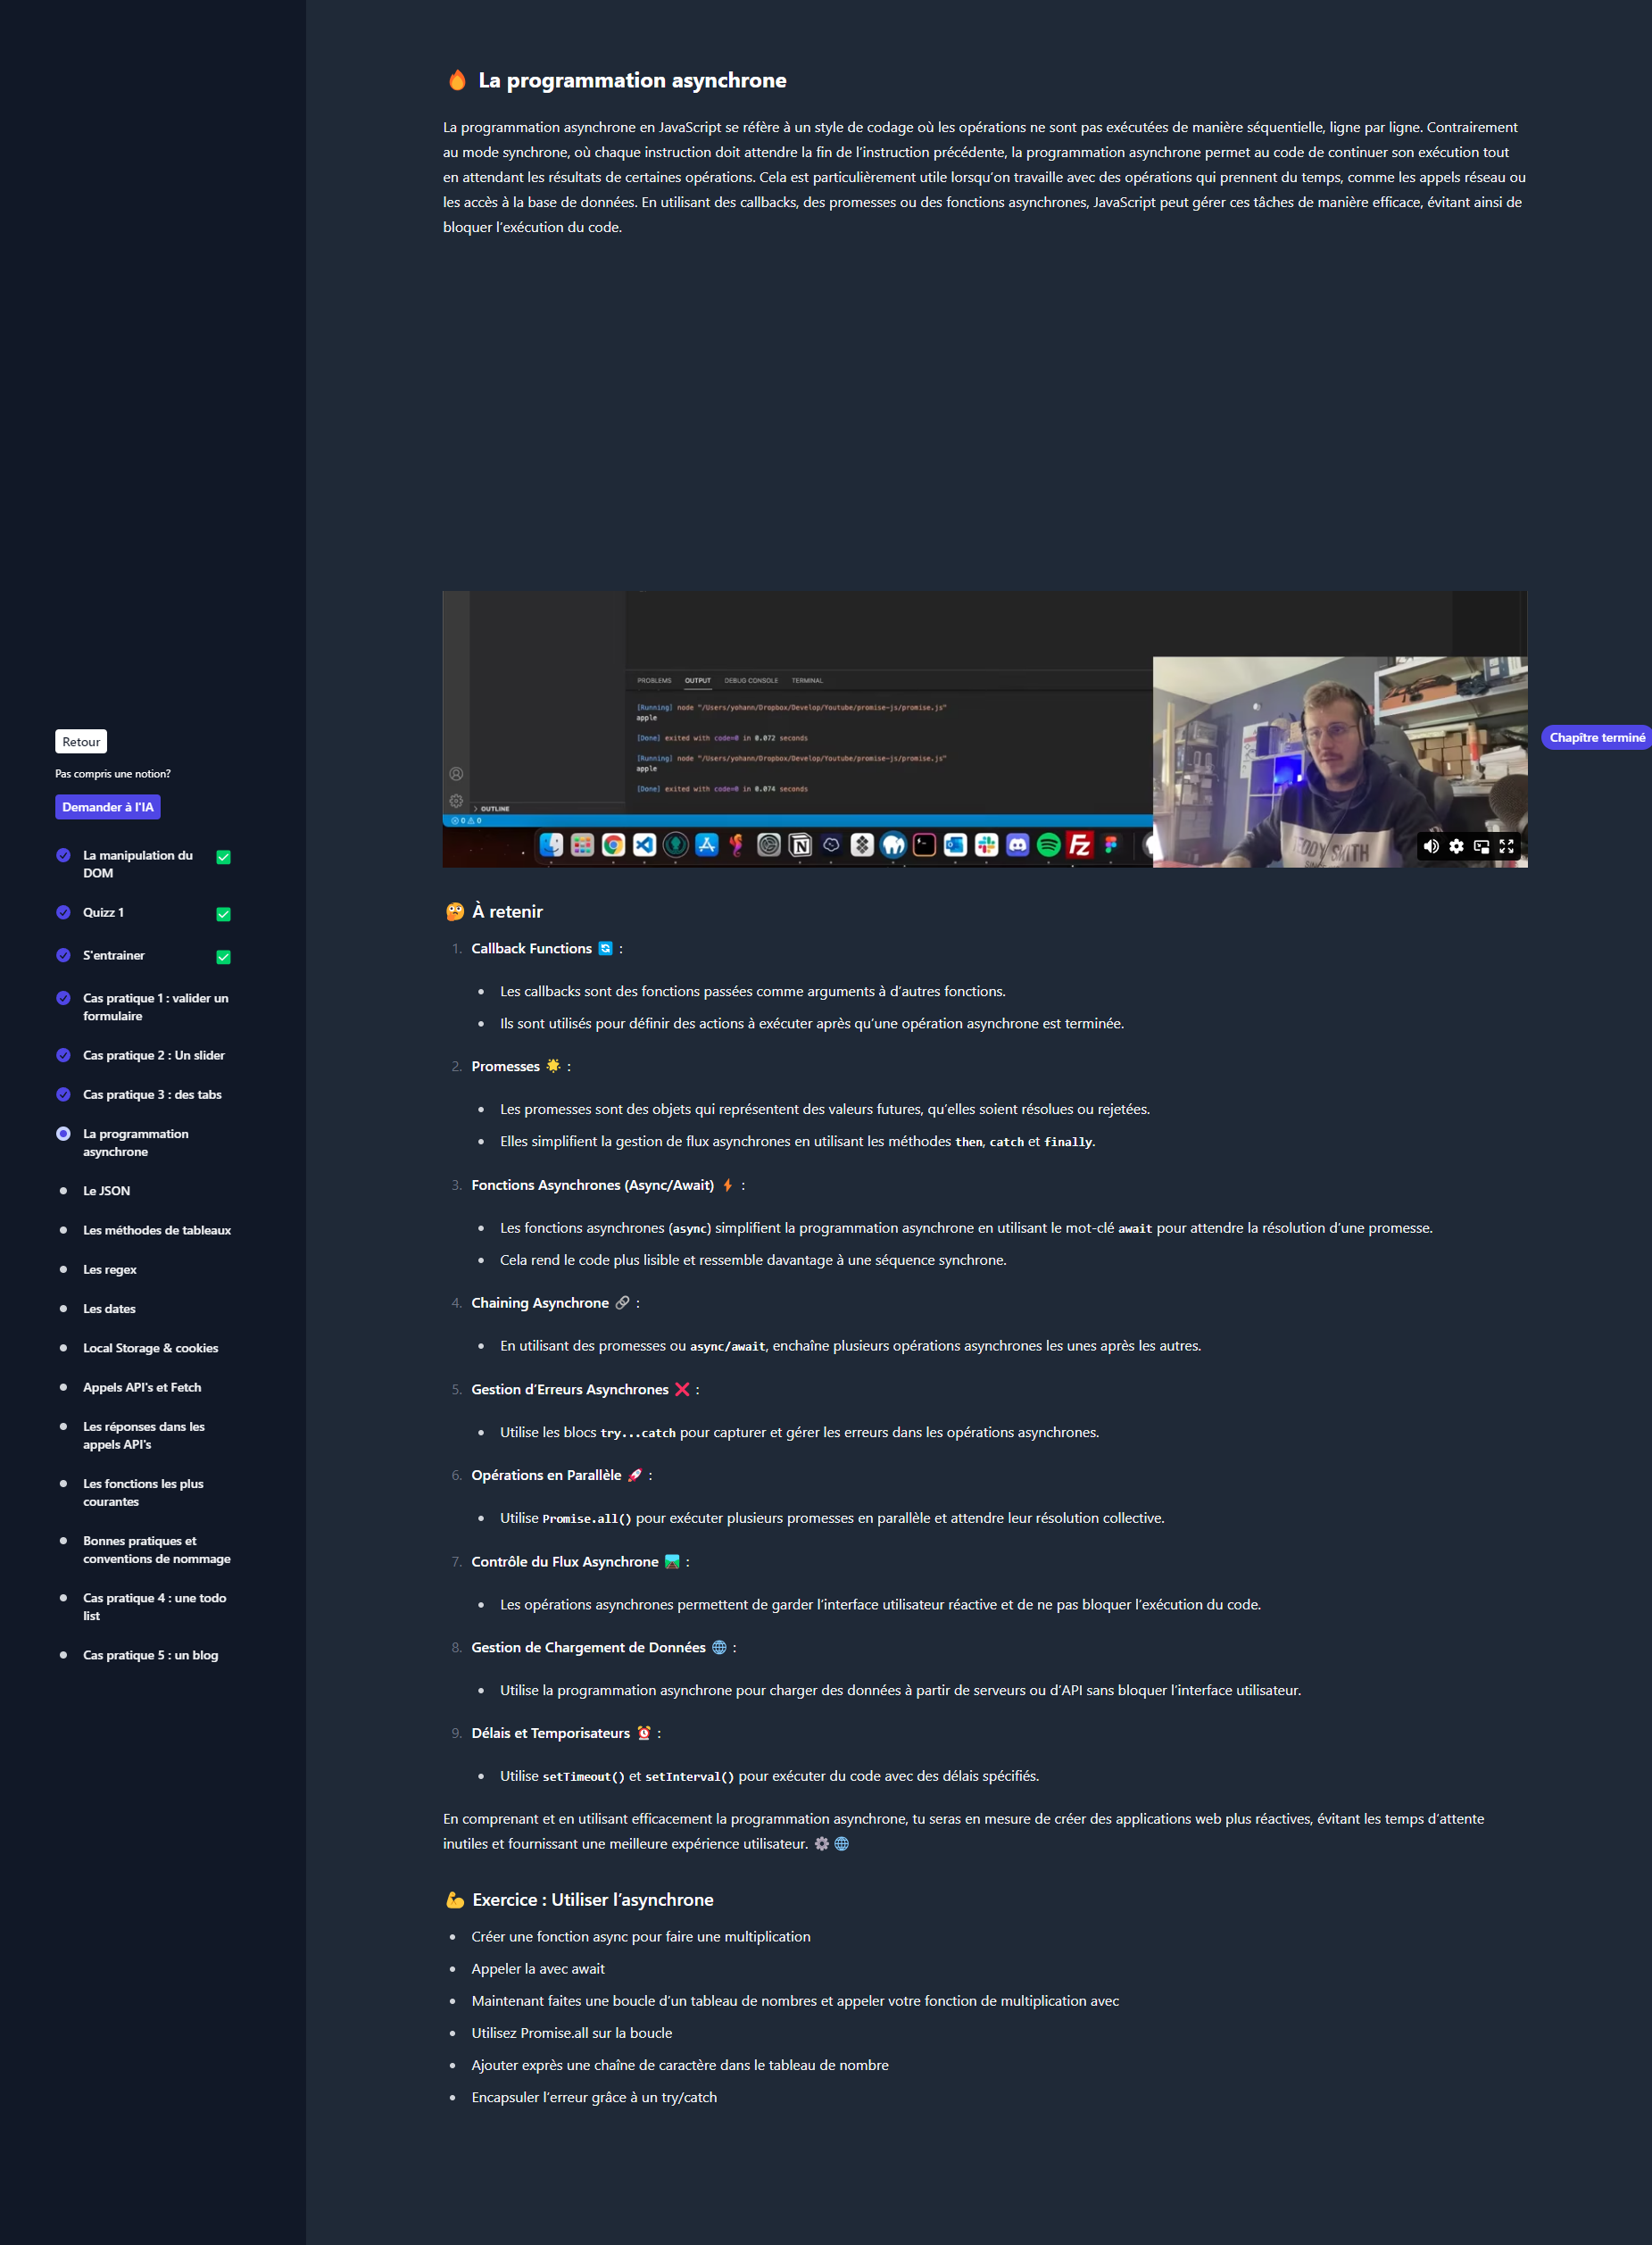 La programmation asynchrone
La programmation asynchrone en JavaScript se réfère à un style de codage où les opérations ne sont pas exécutées de manière séquentielle, ligne par ligne. Contrairement
au mode synchrone, où chaque instruction doit attendre la fin de l’instruction précédente, la programmation asynchrone permet au code de continuer son exécution tout
en attendant les résultats de certaines opérations. Cela est particulièrement utile lorsqu’on travaille avec des opérations qui prennent du temps, comme les appels réseau ou
les accès à la base de données. En utilisant des callbacks, des promesses ou des fonctions asynchrones, JavaScript peut gérer ces tâches de manière efficace, évitant ainsi de
bloquer l’exécution du code.
PROBLEMS OUTPUT DEBUG CONSOLE TERMINAL
[Running] node "/Users/yohann/Dropbox/Develop/Youtube/promise-js/promise.js"
apple
[Done] exited with code=0 in 0.072 seconds
[Running] node "/Users/yohann/Dropbox/Develop/Youtube/promise-js/promise.js"
apple
[Done] exited with code=0 in 0.074 seconds
OUTLINE
0 0
TEDDY SMITH
Chapître terminé
Retour
Pas compris une notion?
Demander à l'IA
La manipulation du
DOM
Quizz 1
S'entrainer
Cas pratique 1 : valider un
formulaire
Cas pratique 2 : Un slider
Cas pratique 3 : des tabs
La programmation
asynchrone
Le JSON
Les méthodes de tableaux
Les regex
Les dates
Local Storage & cookies
Appels API's et Fetch
Les réponses dans les
appels API's
Les fonctions les plus
courantes
Bonnes pratiques et
conventions de nommage
Cas pratique 4 : une todo
list
Cas pratique 5 : un blog
À retenir
1. Callback Functions :
Les callbacks sont des fonctions passées comme arguments à d’autres fonctions.
Ils sont utilisés pour définir des actions à exécuter après qu’une opération asynchrone est terminée.
2. Promesses :
Les promesses sont des objets qui représentent des valeurs futures, qu’elles soient résolues ou rejetées.
Elles simplifient la gestion de flux asynchrones en utilisant les méthodes then, catch et finally.
3. Fonctions Asynchrones (Async/Await) :
Les fonctions asynchrones (async) simplifient la programmation asynchrone en utilisant le mot-clé await pour attendre la résolution d’une promesse.
Cela rend le code plus lisible et ressemble davantage à une séquence synchrone.
4. Chaining Asynchrone :
En utilisant des promesses ou async/await, enchaîne plusieurs opérations asynchrones les unes après les autres.
5. Gestion d’Erreurs Asynchrones :
Utilise les blocs try...catch pour capturer et gérer les erreurs dans les opérations asynchrones.
6. Opérations en Parallèle :
Utilise Promise.all() pour exécuter plusieurs promesses en parallèle et attendre leur résolution collective.
7. Contrôle du Flux Asynchrone :
Les opérations asynchrones permettent de garder l’interface utilisateur réactive et de ne pas bloquer l’exécution du code.
8. Gestion de Chargement de Données :
Utilise la programmation asynchrone pour charger des données à partir de serveurs ou d’API sans bloquer l’interface utilisateur.
9. Délais et Temporisateurs :
Utilise setTimeout() et setInterval() pour exécuter du code avec des délais spécifiés.
En comprenant et en utilisant efficacement la programmation asynchrone, tu seras en mesure de créer des applications web plus réactives, évitant les temps d’attente
inutiles et fournissant une meilleure expérience utilisateur.
Exercice : Utiliser l’asynchrone
Créer une fonction async pour faire une multiplication
Appeler la avec await
Maintenant faites une boucle d’un tableau de nombres et appeler votre fonction de multiplication avec
Utilisez Promise.all sur la boucle
Ajouter exprès une chaîne de caractère dans le tableau de nombre
Encapsuler l’erreur grâce à un try/catch